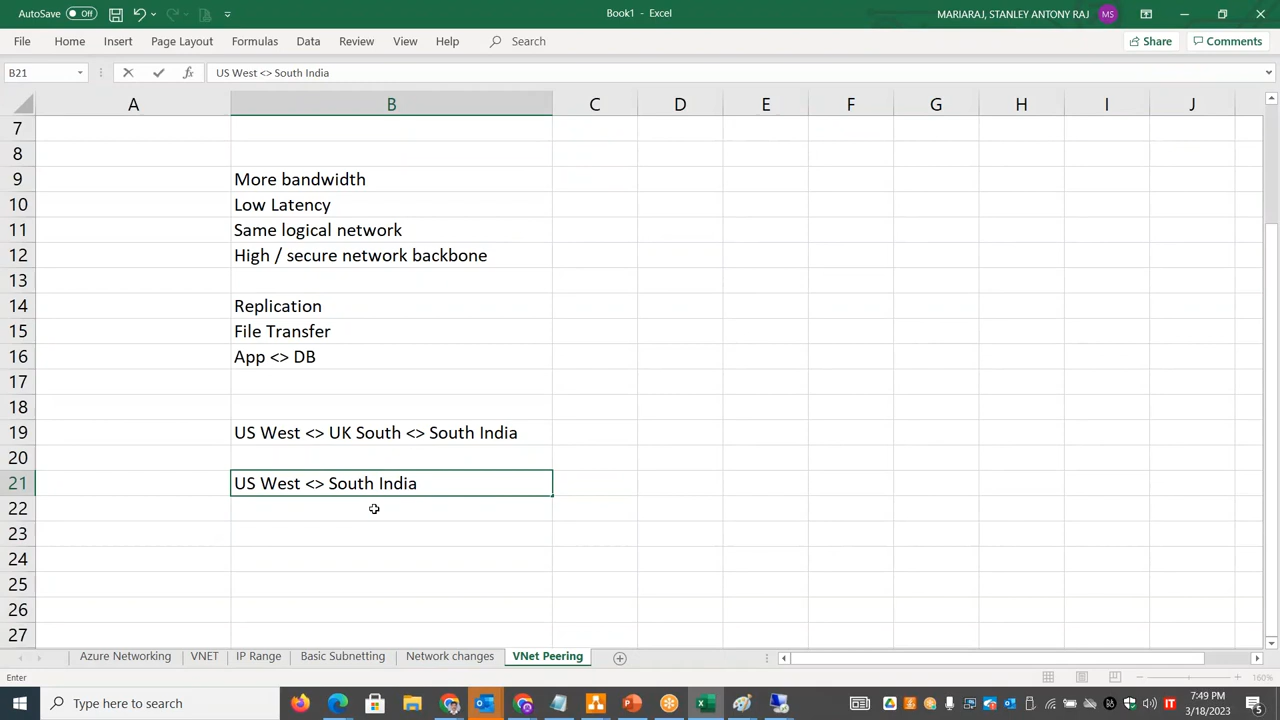 AutoSave Off
Book1 - Excel
MARIARAJ, STANLEY ANTONY RAJ MS
File Home Insert Page Layout Formulas Data Review View Help Search Share Comments
B21 fx US West <> South India
A B C D E F G H I J
7
8
9 More bandwidth
10 Low Latency
11 Same logical network
12 High / secure network backbone
13
14 Replication
15 File Transfer
16 App <> DB
17
18
19 US West <> UK South <> South India
20
21 US West <> South India
22
23
24
25
26
27
Azure Networking VNET IP Range Basic Subnetting Network changes VNet Peering
Enter 160%
Type here to search
7:49 PM
3/18/2023